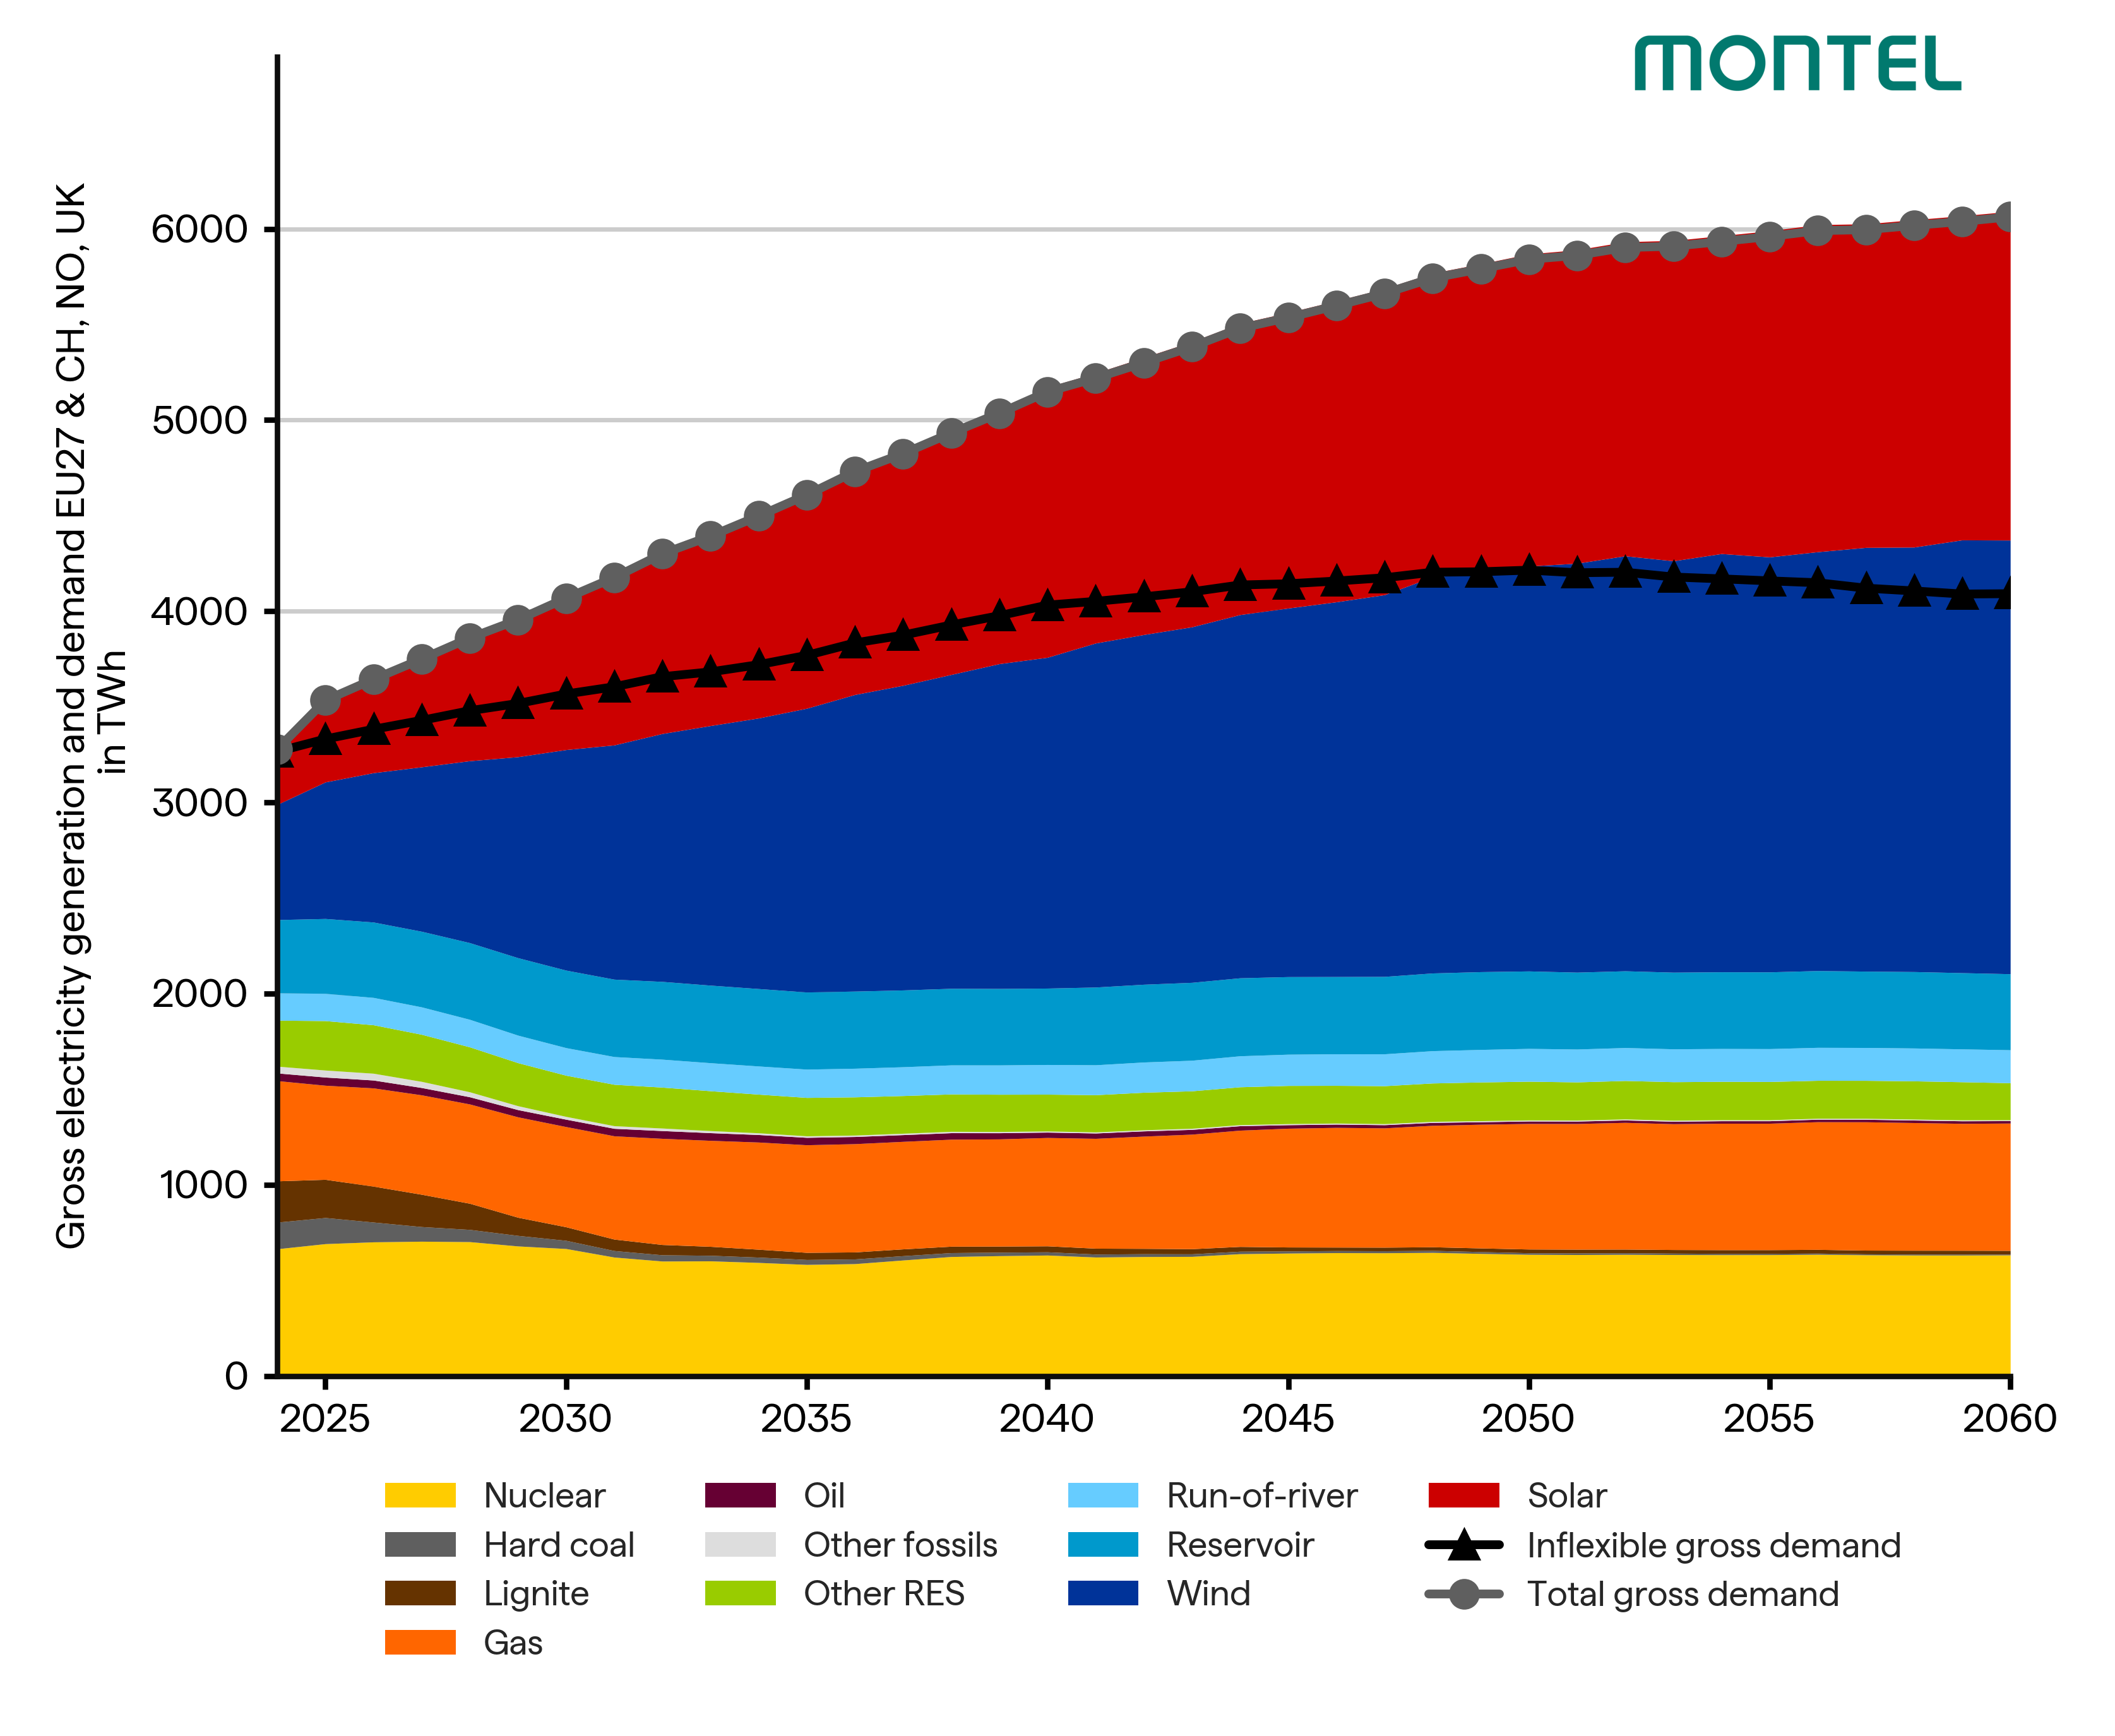 MONTEL
Gross electricity generation and demand EU27 & CH, NO, UK
in TWh
6000
5000
4000
3000
2000
1000
0
2025 2030 2035 2040 2045 2050 2055 2060
Nuclear Oil Run-of-river Solar
Hard coal Other fossils Reservoir Inflexible gross demand
Lignite Other RES Wind Total gross demand
Gas